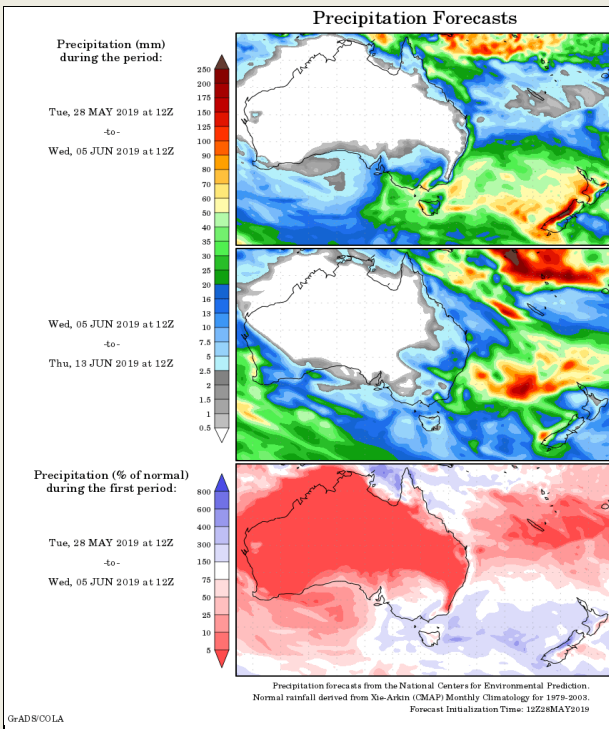 Precipitation Forecasts
Precipitation (mm)
during the period:
Tue, 28 MAY 2019 at 12Z
-to-
Wed, 05 JUN 2019 at 12Z
250
200
175
150
125
100
90
80
70
60
50
40
35
30
25
20
16
13
10
7.5
5
2.5
2
1.5
1
0.5
Wed, 05 JUN 2019 at 12Z
-to-
Thu, 13 JUN 2019 at 12Z
Precipitation (% of normal)
during the first period:
Tue, 28 MAY 2019 at 12Z
-to-
Wed, 05 JUN 2019 at 12Z
800
600
400
300
150
75
50
25
10
5
Precipitation forecasts from the National Centers for Environmental Prediction.
Normal rainfall derived from Xie-Arkin (CMAP) Monthly Climatology for 1979-2003.
Forecast Initialization Time: 12Z28MAY2019
GrADS/COLA